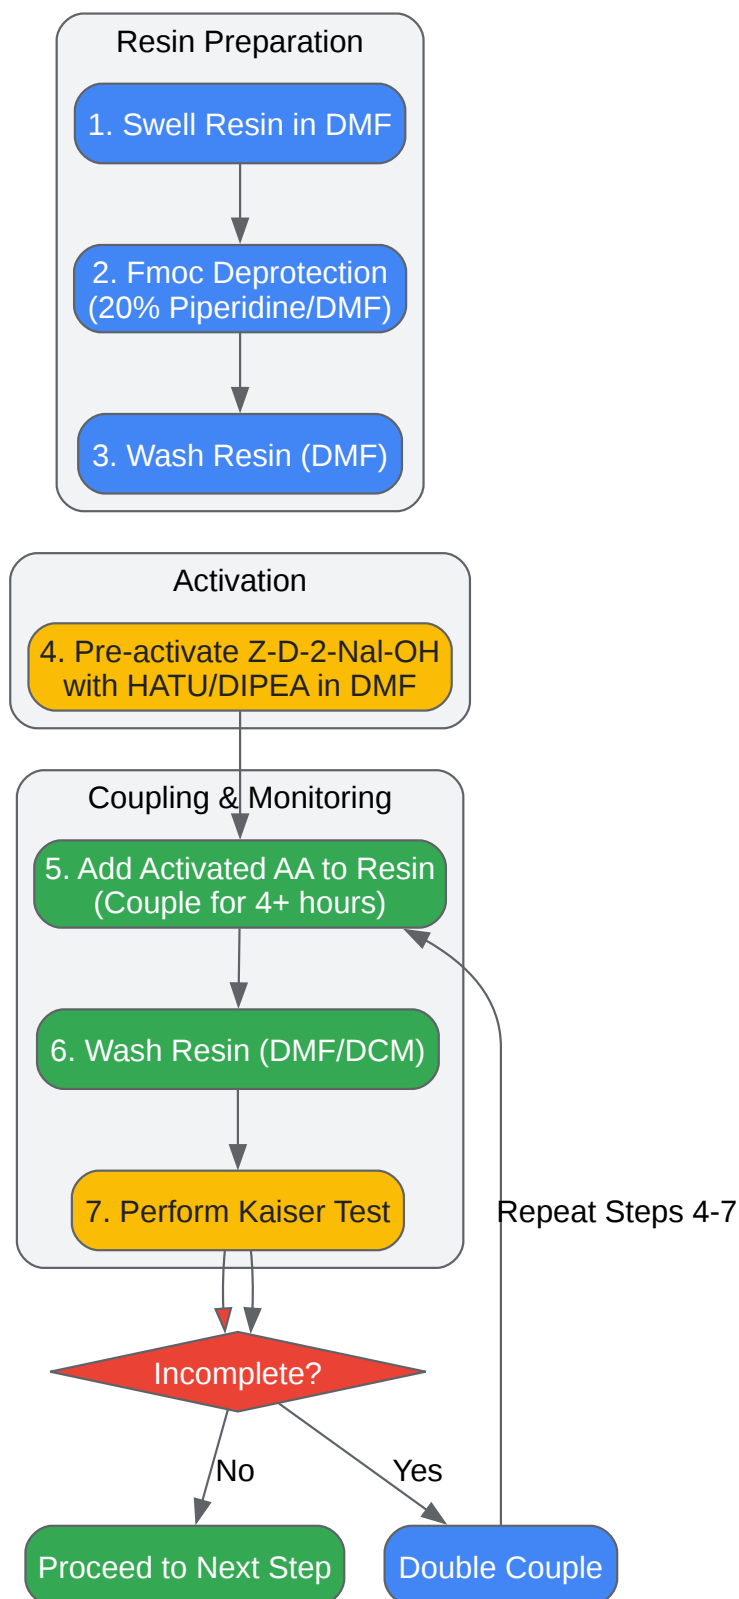 Resin Preparation
1. Swell Resin in DMF
2. Fmoc Deprotection
(20% Piperidine/DMF)
3. Wash Resin (DMF)
Activation
4. Pre-activate Z-D-2-Nal-OH
with HATU/DIPEA in DMF
Coupling & Monitoring
5. Add Activated AA to Resin
(Couple for 4+ hours)
6. Wash Resin (DMF/DCM)
7. Perform Kaiser Test
Repeat Steps 4-7
Incomplete?
No
Yes
Proceed to Next Step
Double Couple